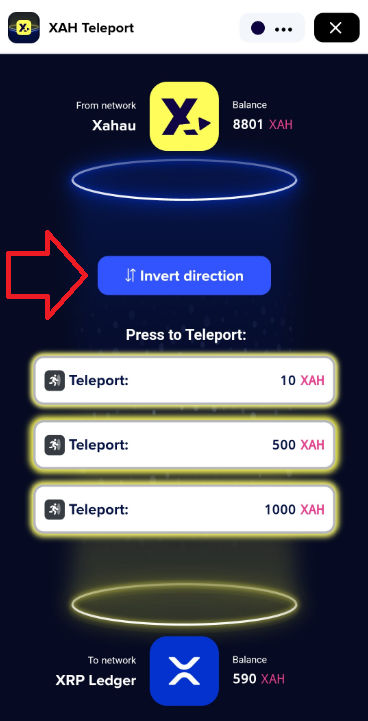 XAH Teleport
From network
Xahau
Balance
8801 XAH
Invert direction
Press to Teleport:
Teleport: 10 XAH
Teleport: 500 XAH
Teleport: 1000 XAH
To network
XRP Ledger
Balance
590 XAH